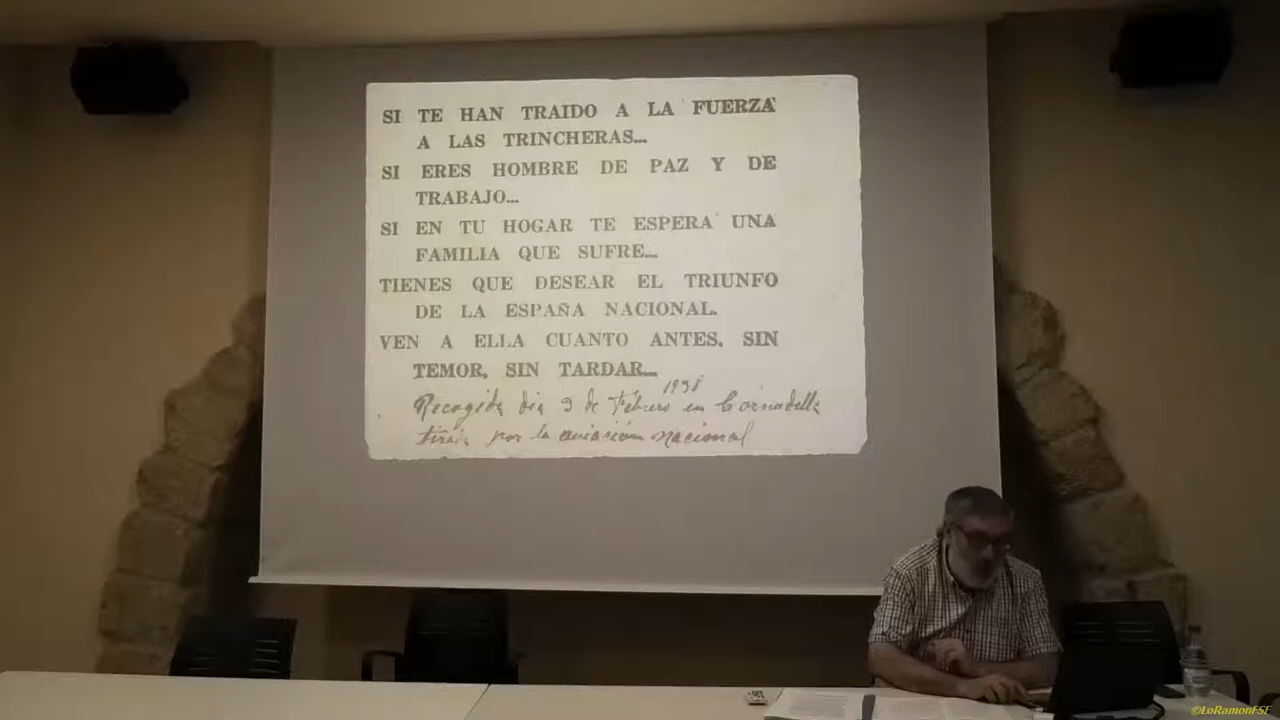 SI TE HAN TRAIDO A LA FUERZA
A LAS TRINCHERAS...
SI ERES HOMBRE DE PAZ Y DE
TRABAJO...
SI EN TU HOGAR TE ESPERA UNA
FAMILIA QUE SUFRE...
TIENES QUE DESEAR EL TRIUNFO
DE LA ESPAÑA NACIONAL.
VEN A ELLA CUANTO ANTES, SIN
TEMOR, SIN TARDAR...
1938
Recogida dia 3 de Febrero en Cornudella
por la aviación nacional
©LoRamonFSF